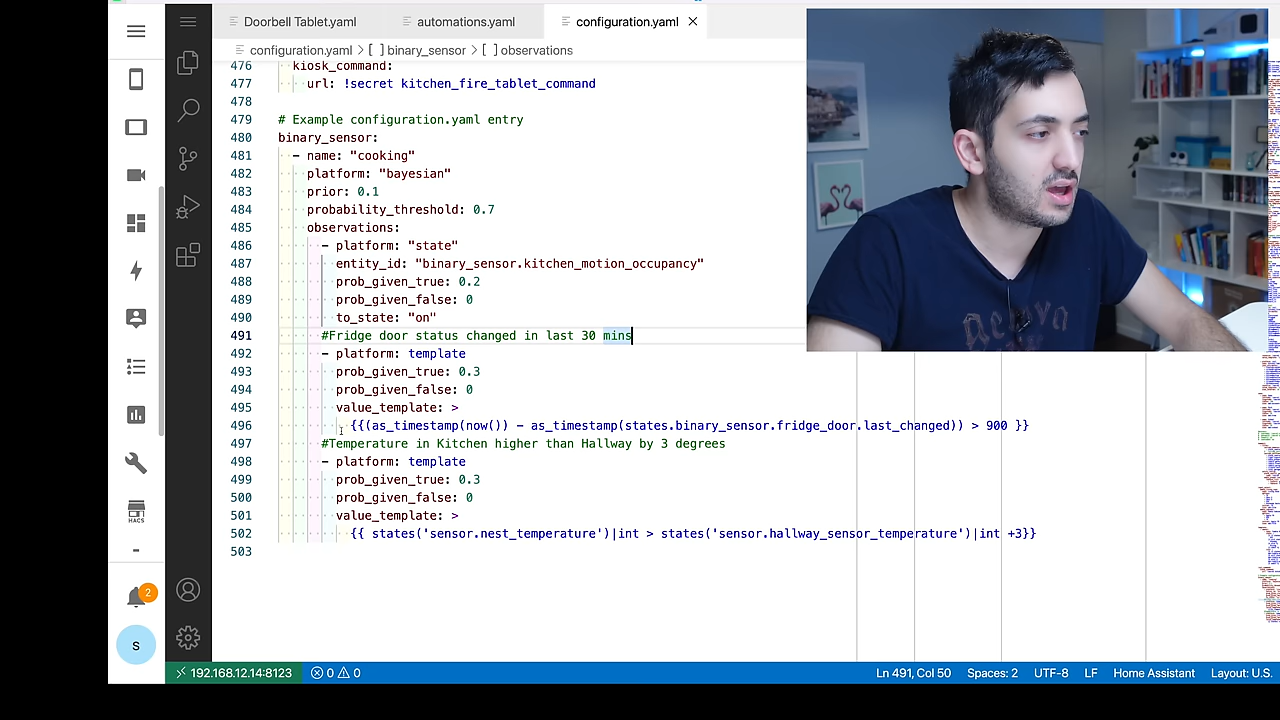 Doorbell Tablet.yaml
automations.yaml
configuration.yaml
configuration.yaml > [ ] binary_sensor > [ ] observations
476 kiosk_command:
477 url: !secret kitchen_fire_tablet_command
478
479 # Example configuration.yaml entry
480 binary_sensor:
481 - name: "cooking"
482 platform: "bayesian"
483 prior: 0.1
484 probability_threshold: 0.7
485 observations:
486 - platform: "state"
487 entity_id: "binary_sensor.kitchen_motion_occupancy"
488 prob_given_true: 0.2
489 prob_given_false: 0
490 to_state: "on"
491 #Fridge door status changed in last 30 mins
492 - platform: template
493 prob_given_true: 0.3
494 prob_given_false: 0
495 value_template: >
496 {{(as_timestamp(now()) - as_timestamp(states.binary_sensor.fridge_door.last_changed)) > 900 }}
497 #Temperature in Kitchen higher than Hallway by 3 degrees
498 - platform: template
499 prob_given_true: 0.3
500 prob_given_false: 0
501 value_template: >
502 {{ states('sensor.nest_temperature')|int > states('sensor.hallway_sensor_temperature')|int +3}}
503
HACS
2
S
192.168.12.14:8123
0
0
Ln 491, Col 50
Spaces: 2
UTF-8
LF
Home Assistant
Layout: U.S.